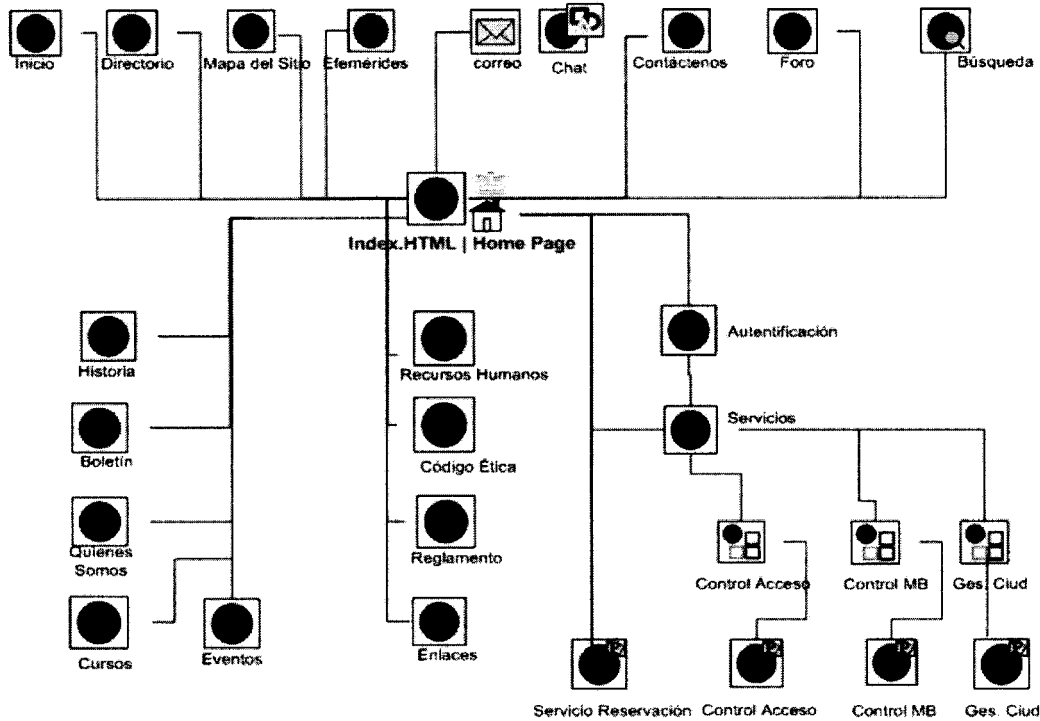 Inicio
Directorio
Mapa del Sitio
Efemérides
correo
Chat
Contáctenos
Foro
Búsqueda
Index.HTML | Home Page
Historia
Recursos Humanos
Autentificación
Boletín
Código Ética
Servicios
Quiénes
Somos
Reglamento
Control Acceso
Control MB
Ges. Ciud
Cursos
Eventos
Enlaces
Servicio Reservación
Control Acceso
Control MB
Ges. Ciud